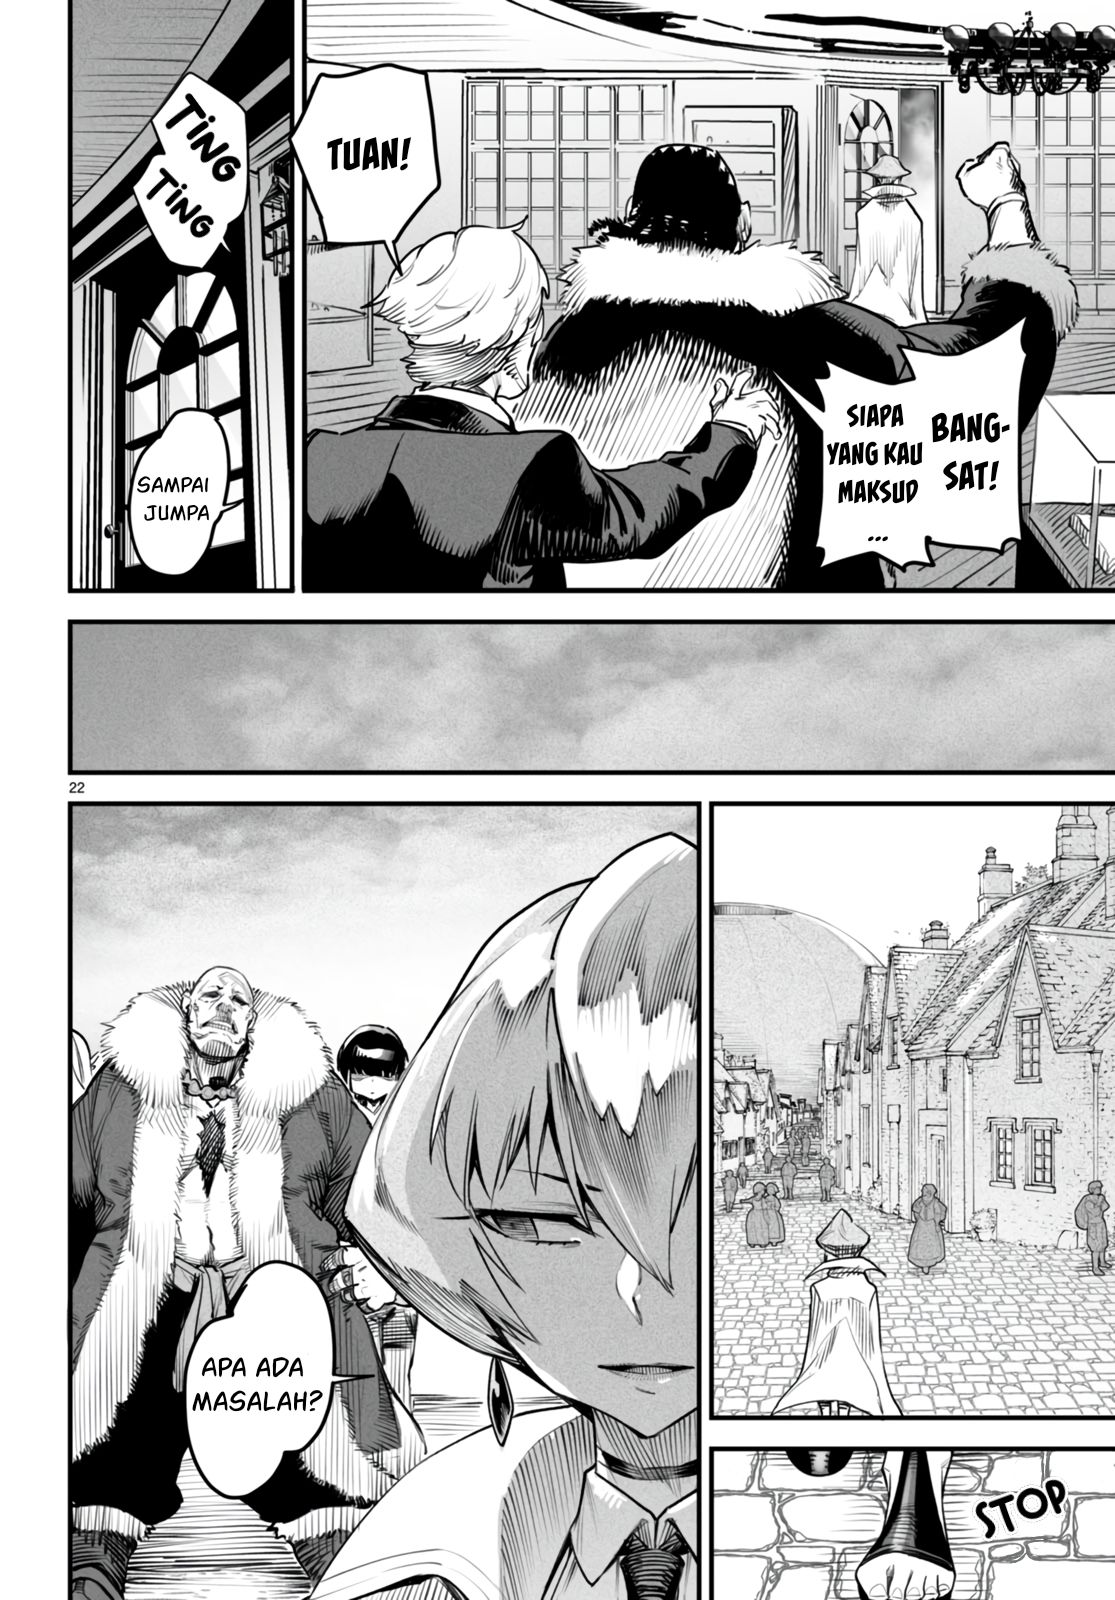 BANG-
SAT!
SIAPA
YANG KAU
MAKSUD
...
TUAN!
TING
TING
SAMPAI
JUMPA
22
STOP
APA ADA
MASALAH?